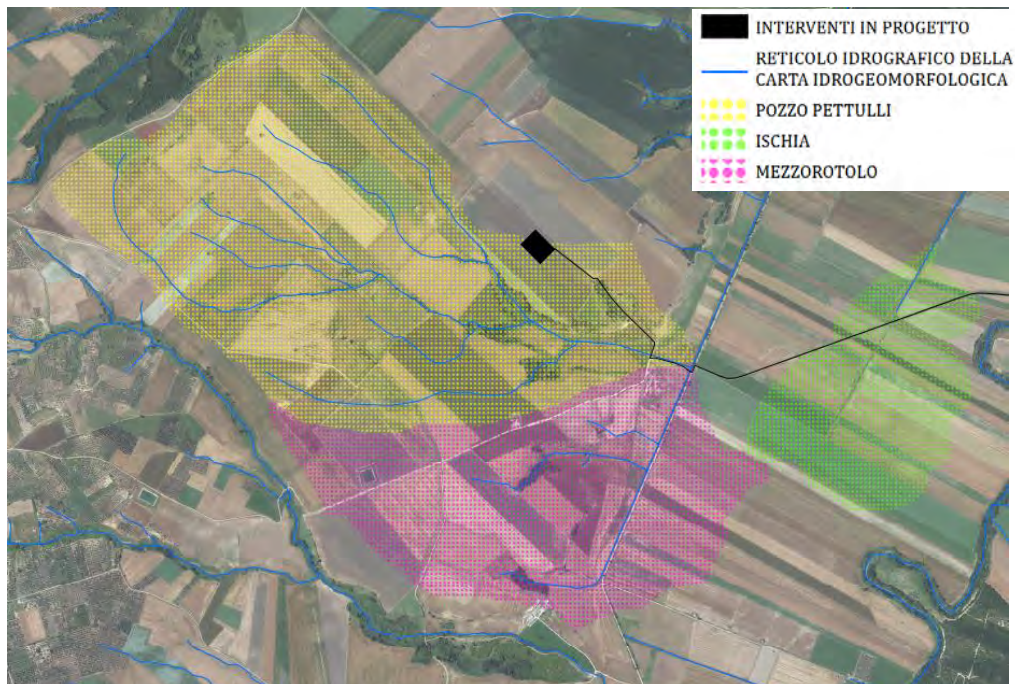 INTERVENTI IN PROGETTO
RETICOLO IDROGRAFICO DELLA
CARTA IDROGEOMORFOLOGICA
POZZO PETTULLI
ISCHIA
MEZZOROTOLO